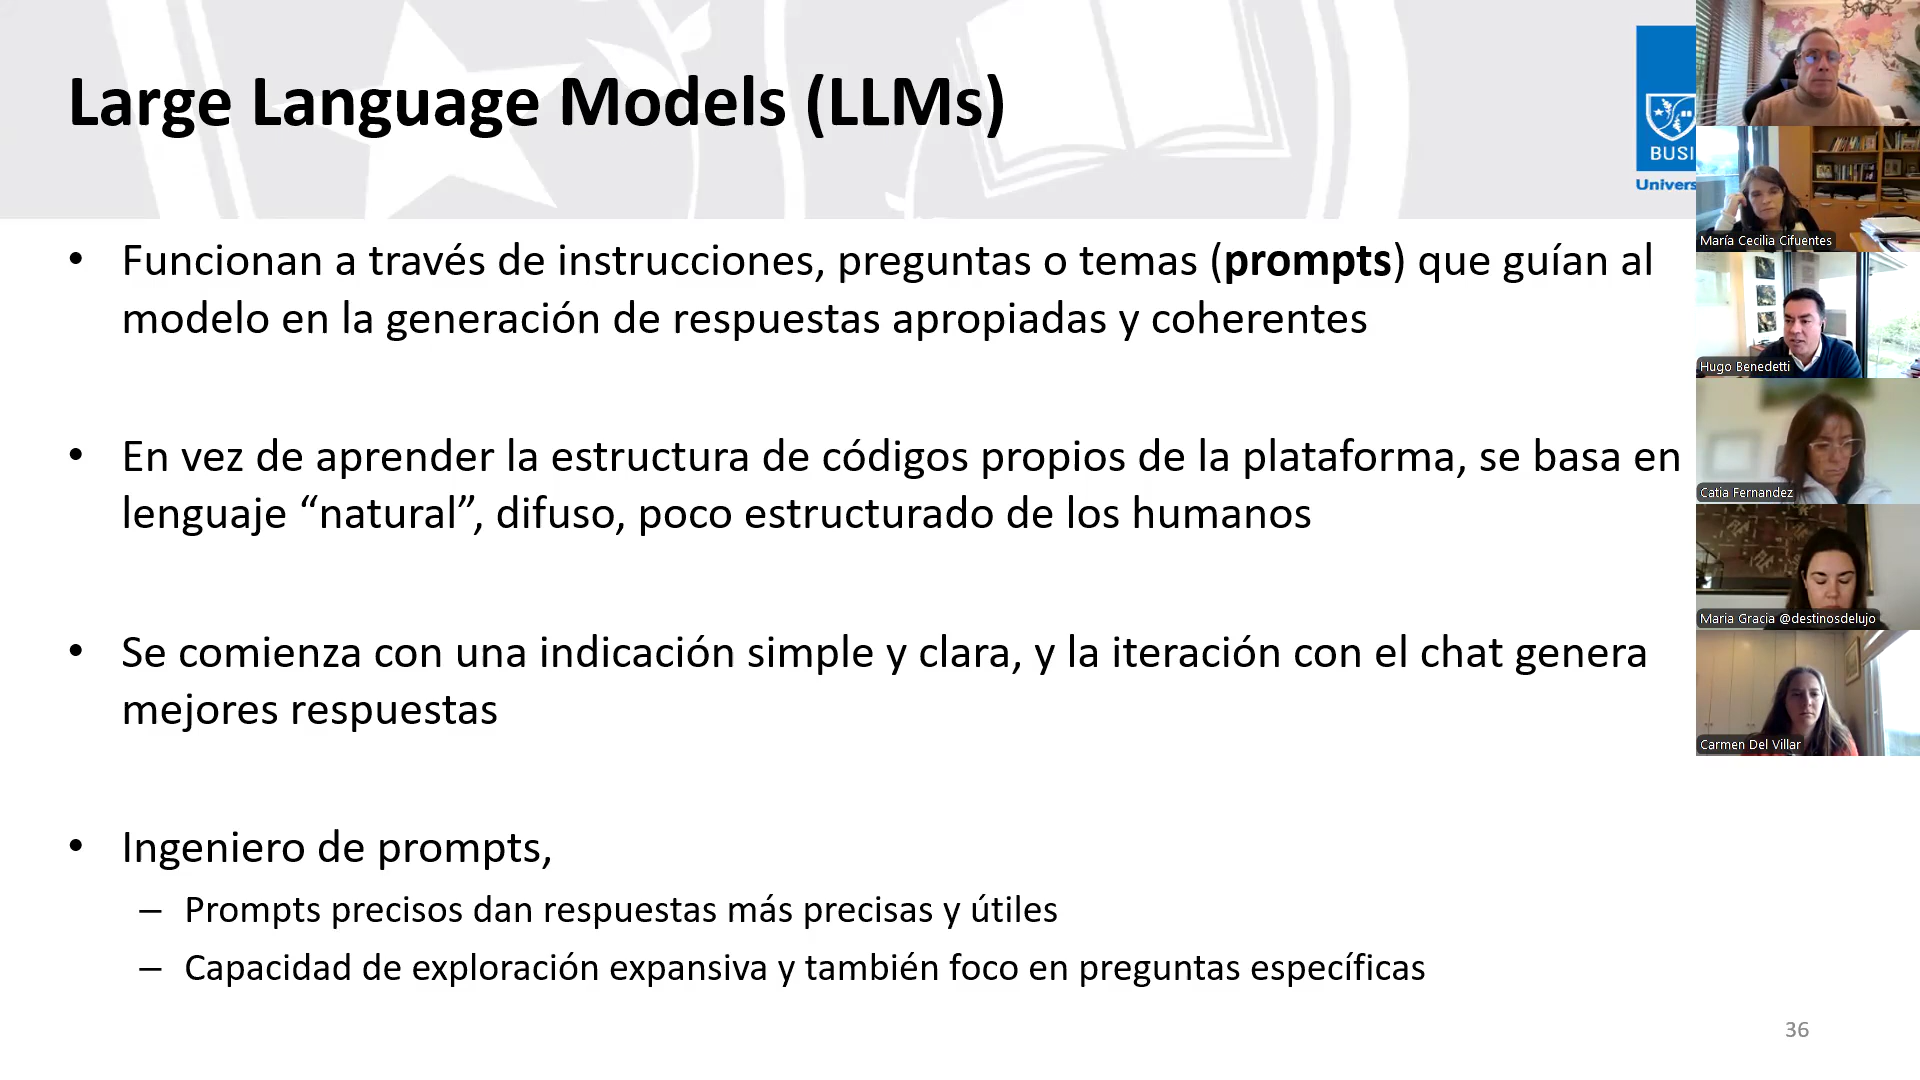 Large Language Models (LLMs)
BUSI
Univers
• Funcionan a través de instrucciones, preguntas o temas (prompts) que guían al
modelo en la generación de respuestas apropiadas y coherentes
• En vez de aprender la estructura de códigos propios de la plataforma, se basa en
lenguaje “natural”, difuso, poco estructurado de los humanos
• Se comienza con una indicación simple y clara, y la iteración con el chat genera
mejores respuestas
• Ingeniero de prompts,
– Prompts precisos dan respuestas más precisas y útiles
– Capacidad de exploración expansiva y también foco en preguntas específicas
36
María Cecilia Cifuentes
Hugo Benedetti
Catia Fernandez
Maria Gracia @destinosdelujo
Carmen Del Villar